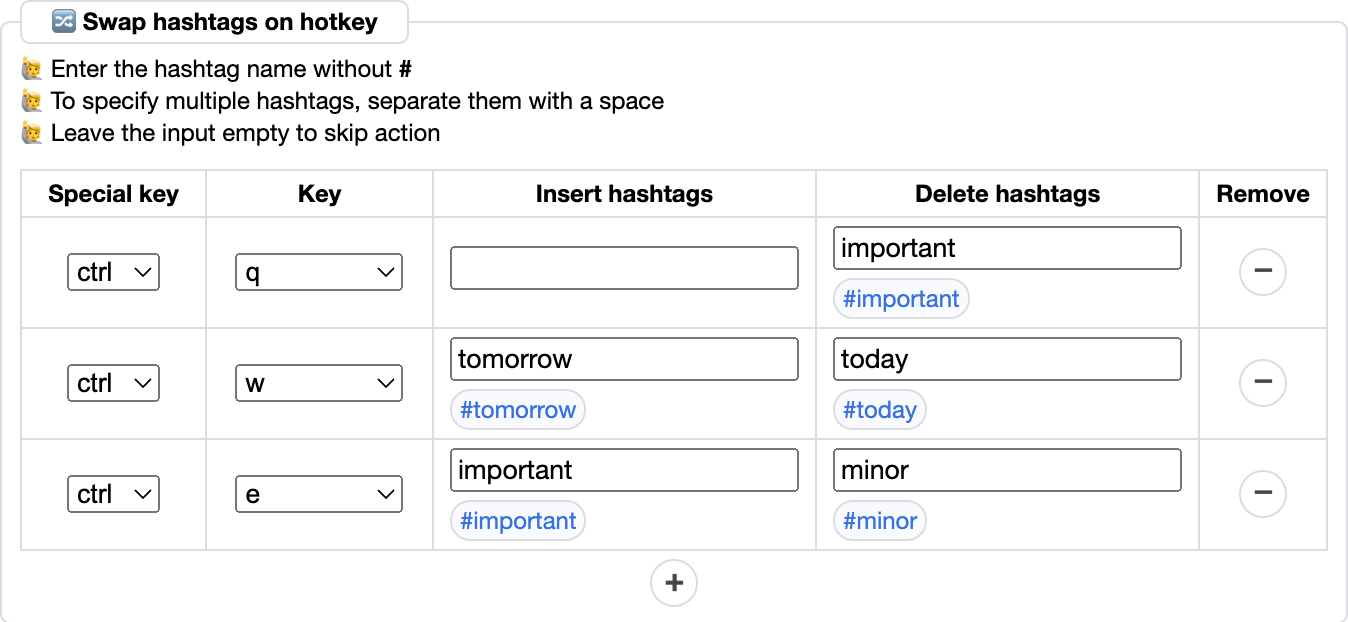 🔀 Swap hashtags on hotkey
🙋 Enter the hashtag name without #
🙋 To specify multiple hashtags, separate them with a space
🙋 Leave the input empty to skip action
Special key Key Insert hashtags Delete hashtags Remove
ctrl q important −
#important
ctrl w tomorrow today −
#tomorrow #today
ctrl e important minor −
#important #minor
+